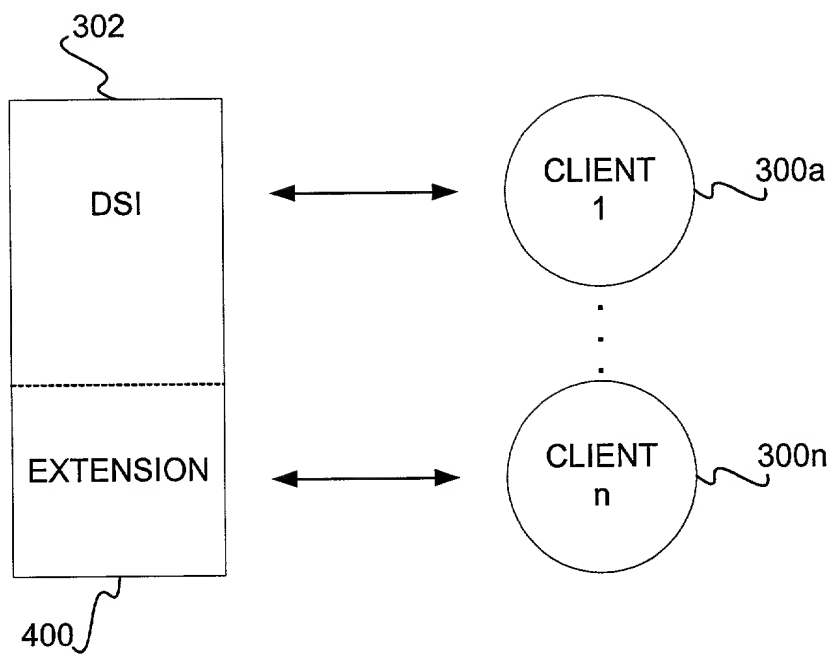 302
DSI
CLIENT
1
300a
EXTENSION
CLIENT
n
300n
400